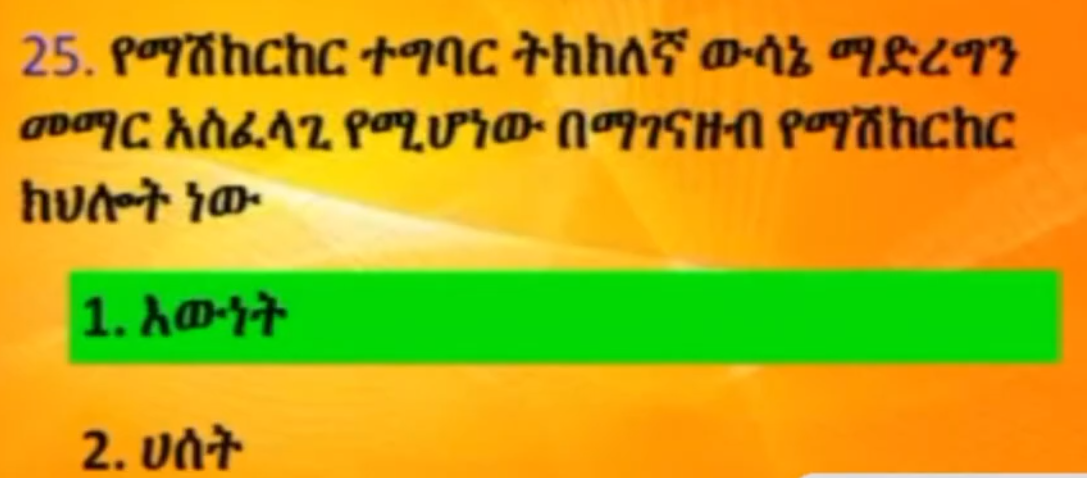 25. የማሽከርከር ተግባር ትክክለኛ ውሳኔ ማድረግን
መማር አስፈላጊ የሚሆነው በማገናዘብ የማሽከርከር
ክህሎት ነው
1. እውነት
2. ሀሰት